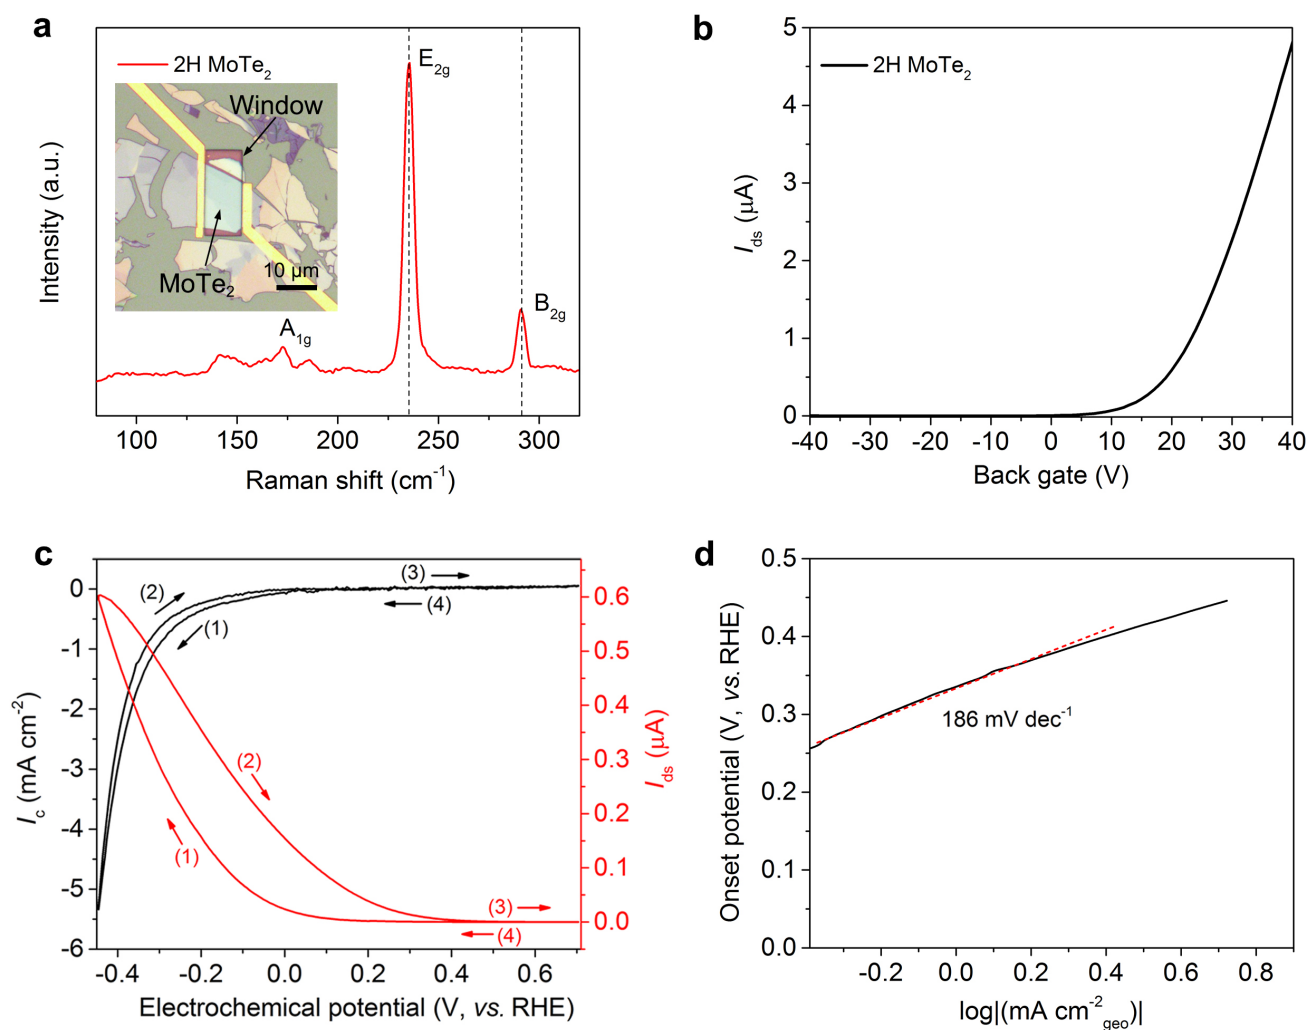 a
2H MoTe2
Window
MoTe2
10 μm
E2g
B2g
A1g
Intensity (a.u.)
100 150 200 250 300
Raman shift (cm-1)
b
2H MoTe2
5
4
3
2
1
0
Ids (μA)
-40 -30 -20 -10 0 10 20 30 40
Back gate (V)
c
0
-1
-2
-3
-4
-5
-6
Ic (mA cm-2)
(1)
(2)
(3)
(4)
(1)
(2)
(3)
(4)
0.6
0.5
0.4
0.3
0.2
0.1
0.0
Ids (μA)
-0.4 -0.2 0.0 0.2 0.4 0.6
Electrochemical potential (V, vs. RHE)
d
0.5
0.4
0.3
0.2
0.1
0.0
Onset potential (V, vs. RHE)
186 mV dec-1
-0.2 0.0 0.2 0.4 0.6 0.8
log|(mA cm-2geo)|